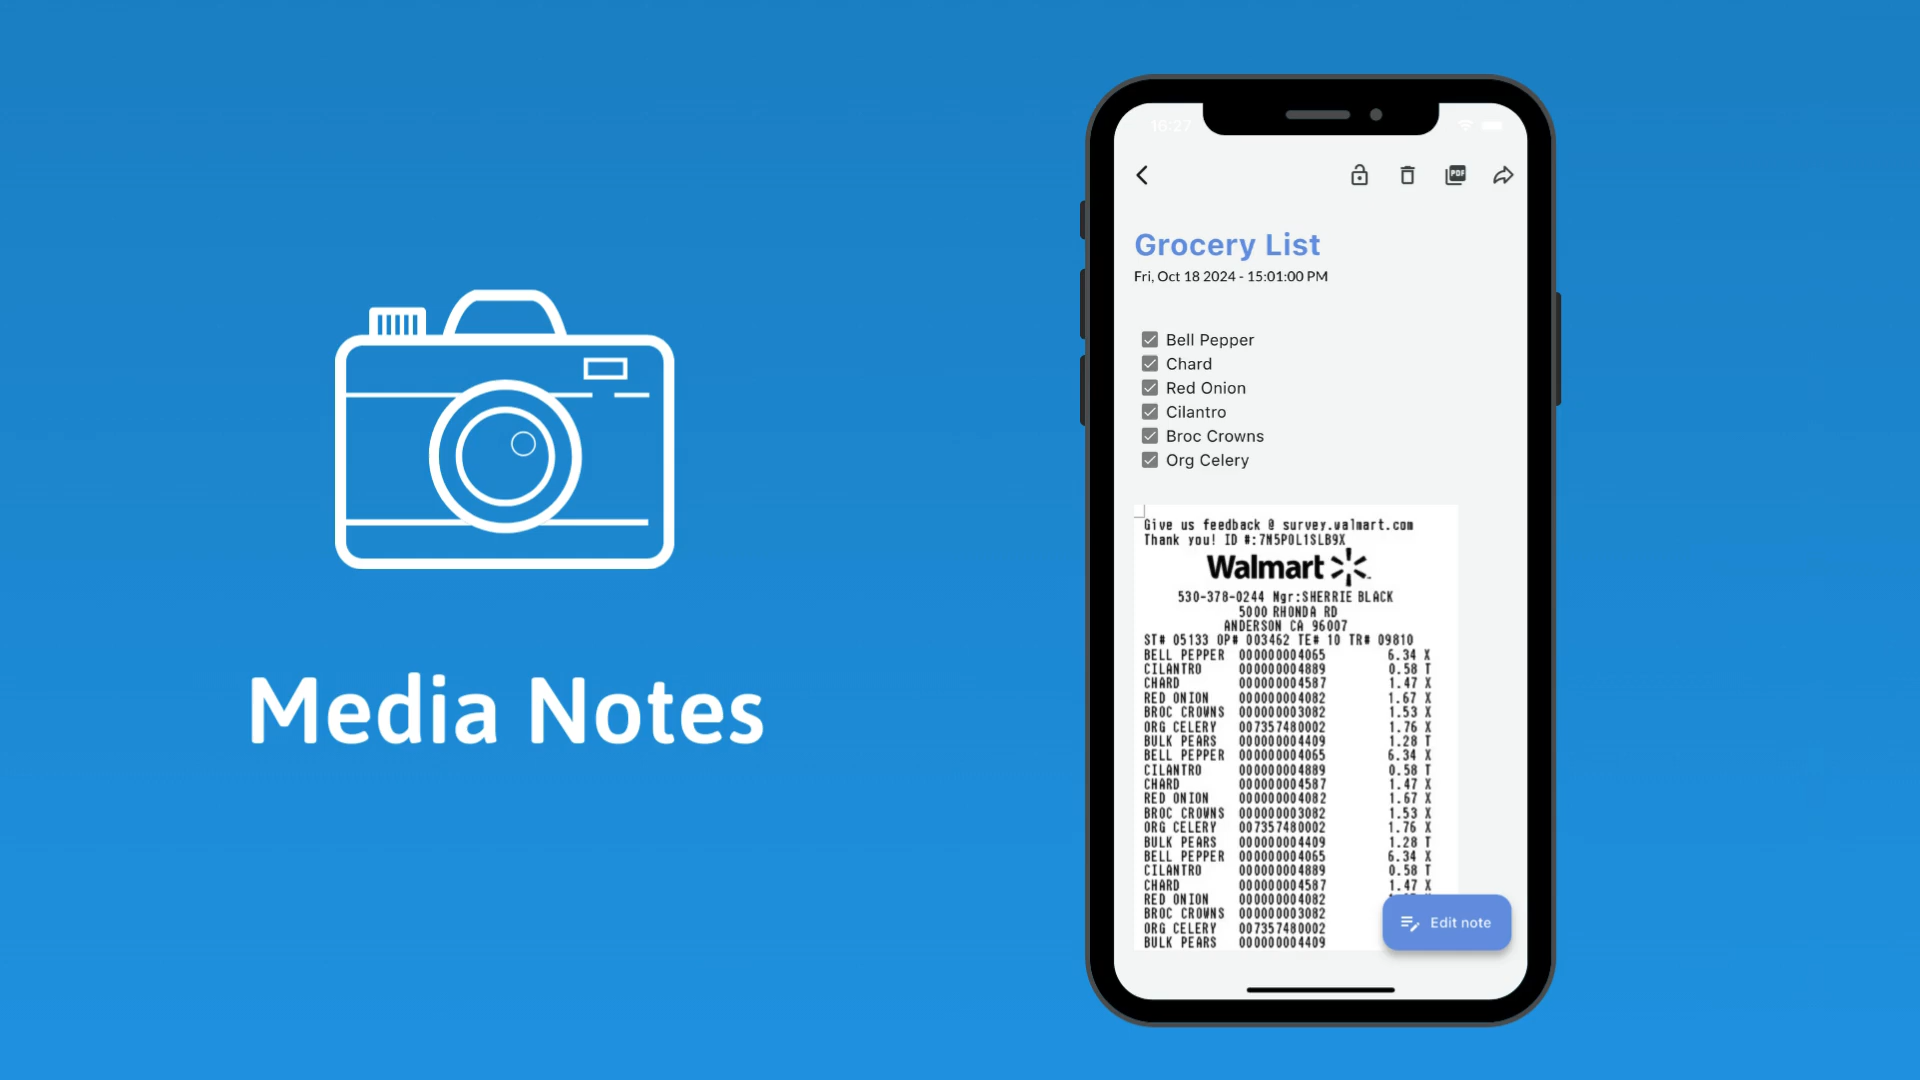 Media Notes
16:27
PDF
Grocery List
Fri, Oct 18 2024 - 15:01:00 PM
Bell Pepper
Chard
Red Onion
Cilantro
Broc Crowns
Org Celery
Give us feedback @ survey.walmart.com
Thank you! ID #:7N5P0L1SLB9X
Walmart
530-378-0244 Mgr:SHERRIE BLACK
5000 RHONDA RD
ANDERSON CA 96007
ST# 05133 OP# 003462 TE# 10 TR# 09810
BELL PEPPER 000000004065 6.34 X
CILANTRO 000000004889 0.58 T
CHARD 000000004587 1.47 X
RED ONION 000000004082 1.67 X
BROC CROWNS 000000003082 1.53 X
ORG CELERY 007357480002 1.76 X
BULK PEARS 000000004409 1.28 T
BELL PEPPER 000000004065 6.34 X
CILANTRO 000000004889 0.58 T
CHARD 000000004587 1.47 X
RED ONION 000000004082 1.67 X
BROC CROWNS 000000003082 1.53 X
ORG CELERY 007357480002 1.76 X
BULK PEARS 000000004409 1.28 T
BELL PEPPER 000000004065 6.34 X
CILANTRO 000000004889 0.58 T
CHARD 000000004587 1.47 X
RED ONION 000000004082
BROC CROWNS 000000003082
ORG CELERY 007357480002
BULK PEARS 000000004409
Edit note